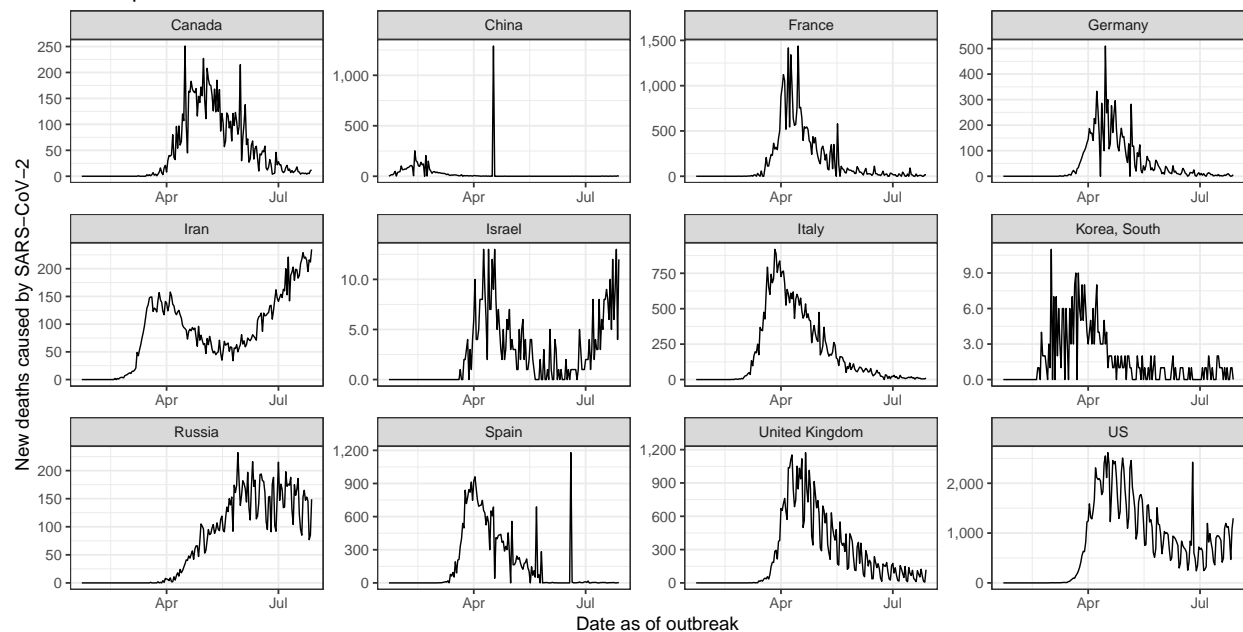 Canada
China
France
Germany
250
200
150
100
50
0
1,000
500
0
1,500
1,000
500
0
500
400
300
200
100
0
Apr
Jul
Apr
Jul
Apr
Jul
Apr
Jul
Iran
Israel
Italy
Korea, South
200
150
100
50
0
10.0
5.0
0.0
750
500
250
0
9.0
6.0
3.0
0.0
Apr
Jul
Apr
Jul
Apr
Jul
Apr
Jul
Russia
Spain
United Kingdom
US
200
150
100
50
0
1,200
900
600
300
0
1,200
900
600
300
0
2,000
1,000
0
Apr
Jul
Apr
Jul
Apr
Jul
Apr
Jul
New deaths caused by SARS−CoV−2
Date as of outbreak